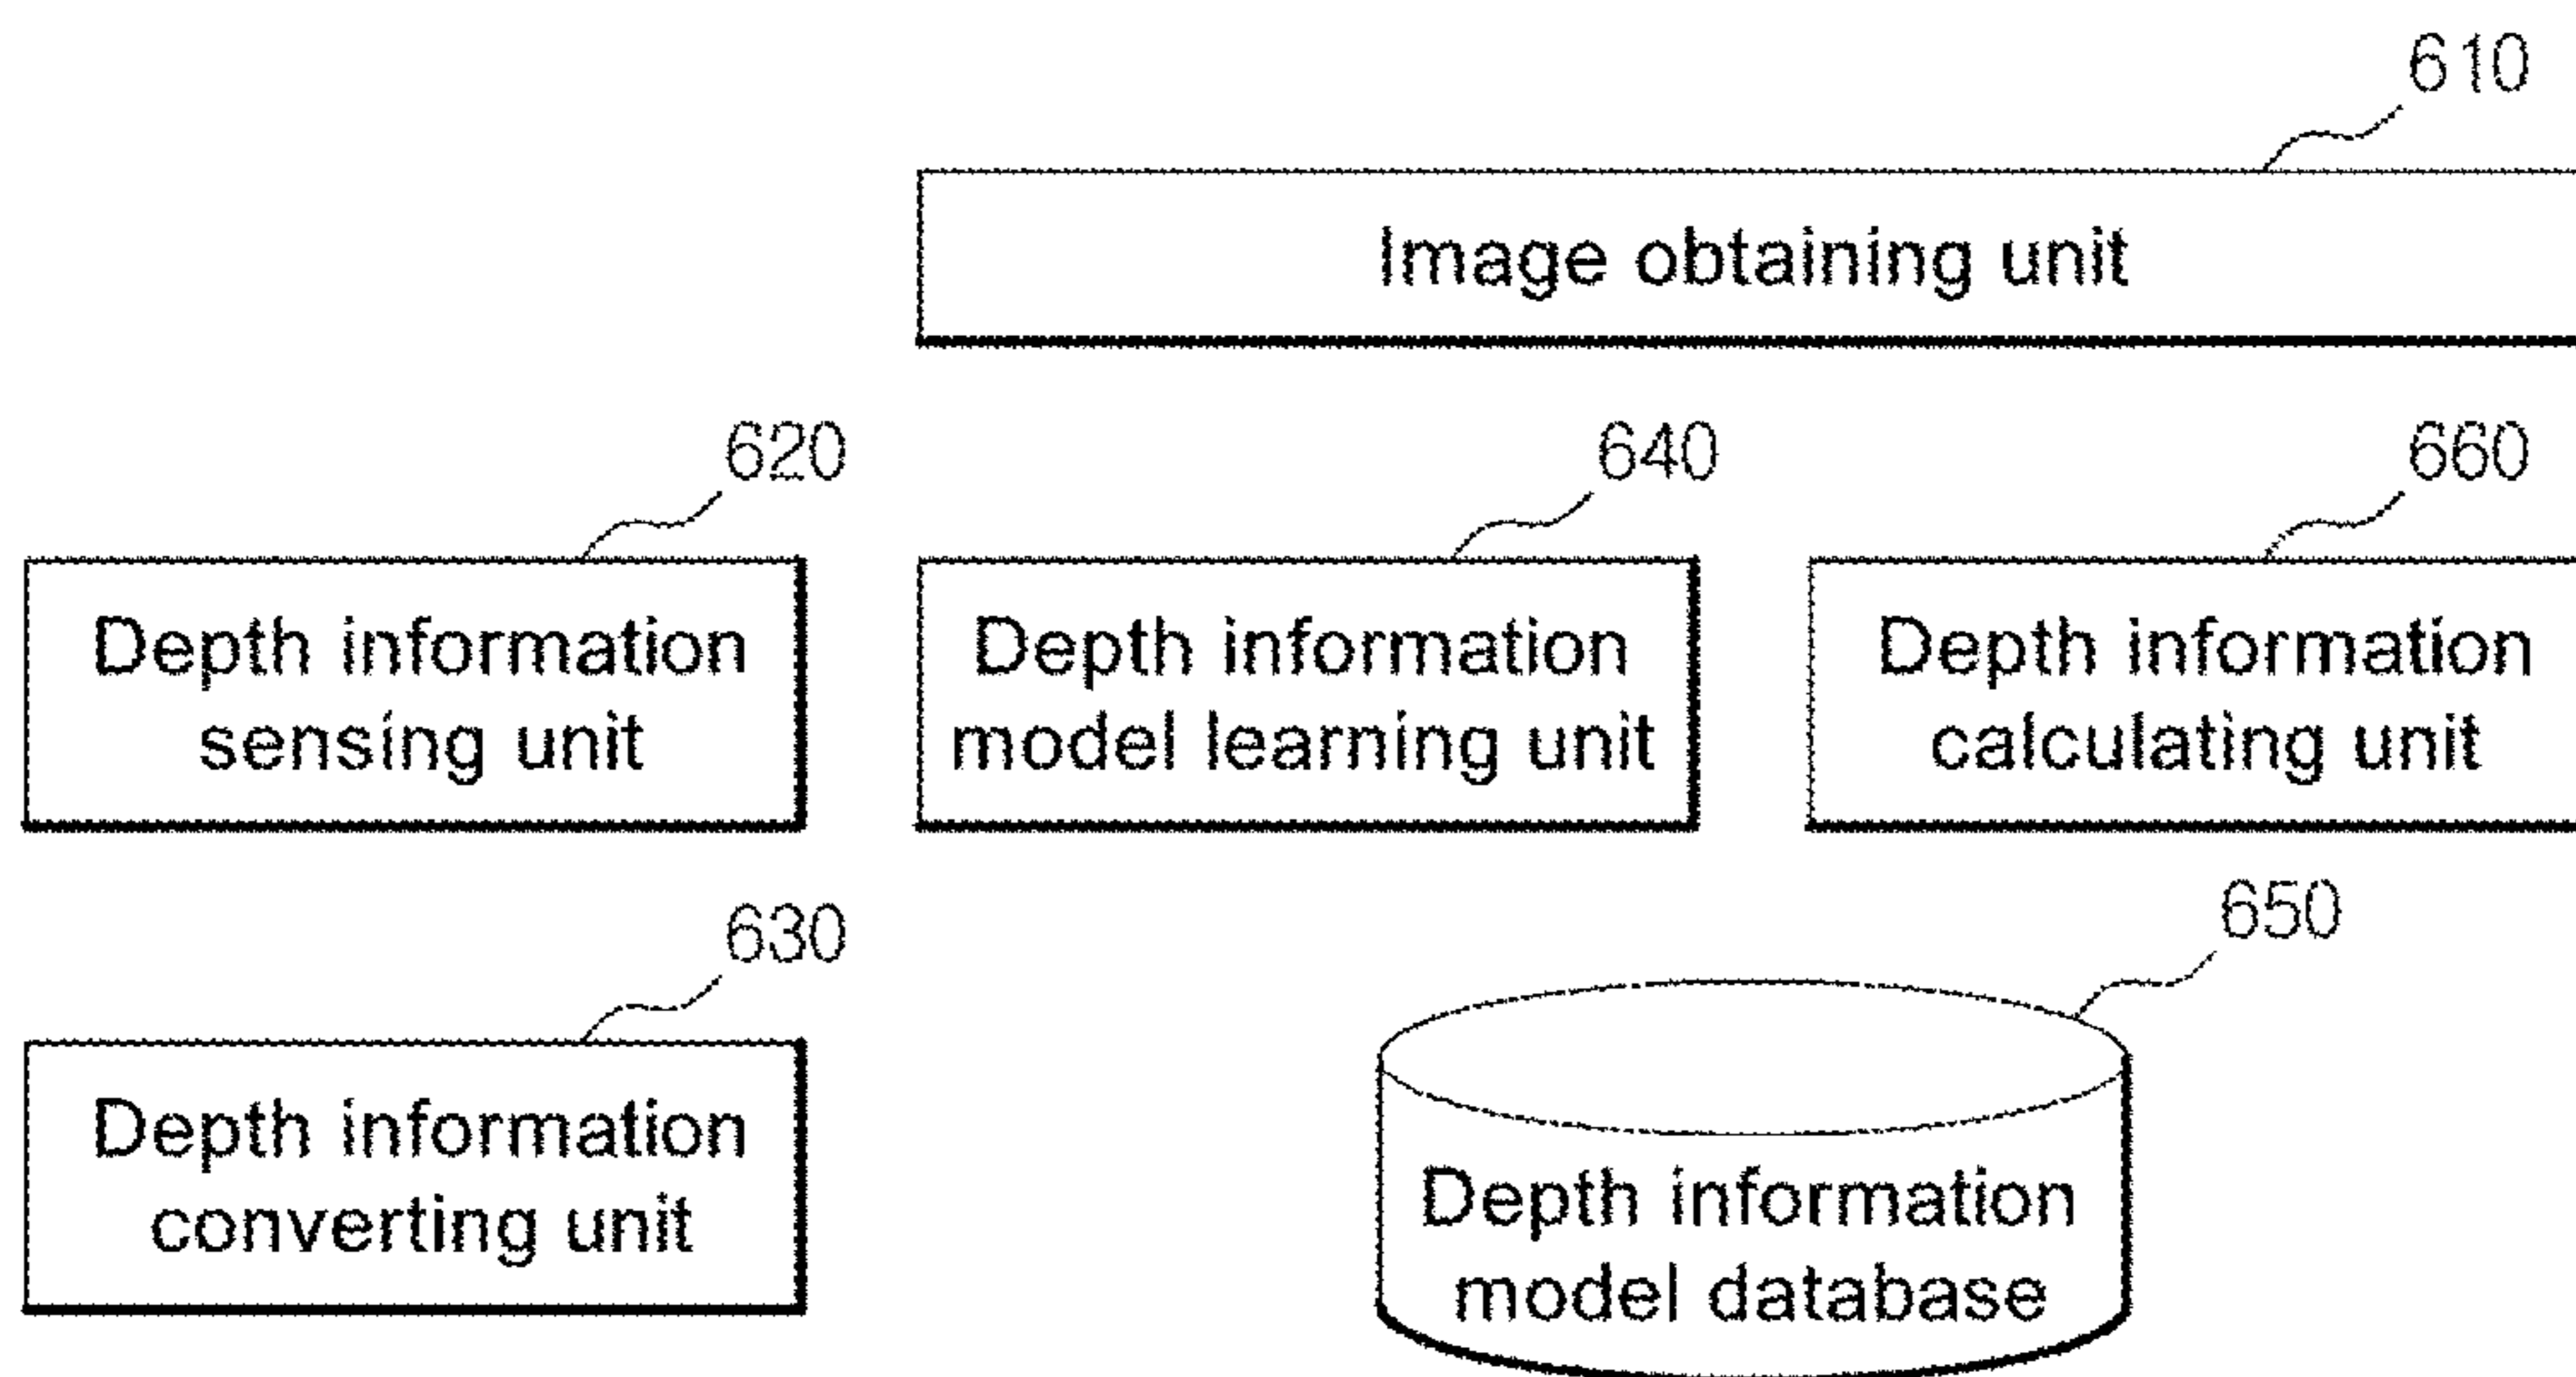 610
Image obtaining unit
620
640
660
Depth information
sensing unit
Depth information
model learning unit
Depth information
calculating unit
630
650
Depth information
converting unit
Depth information
model database